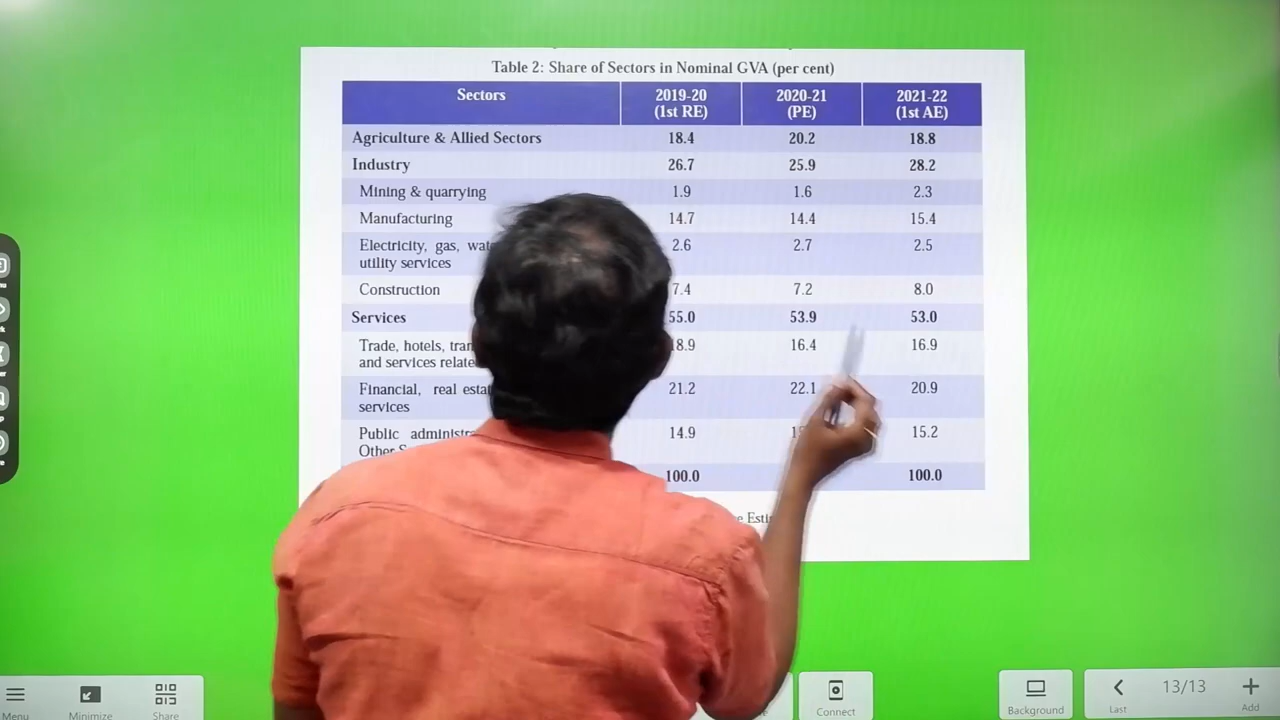 Table 2: Share of Sectors in Nominal GVA (per cent)
Sectors 2019-20 (1st RE) 2020-21 (PE) 2021-22 (1st AE)
Agriculture & Allied Sectors 18.4 20.2 18.8
Industry 26.7 25.9 28.2
Mining & quarrying 1.9 1.6 2.3
Manufacturing 14.7 14.4 15.4
Electricity, gas, 2.6 2.7 2.5
utility services
Construction 7.4 7.2 8.0
Services 55.0 53.9 53.0
Trade, hotels, 16.4 16.9
and services
Financial, real 21.2 22.1 20.9
services
Public 14.9 15.2
100.0 100.0
Menu Minimize Share Connect Background Last 13/13 Add